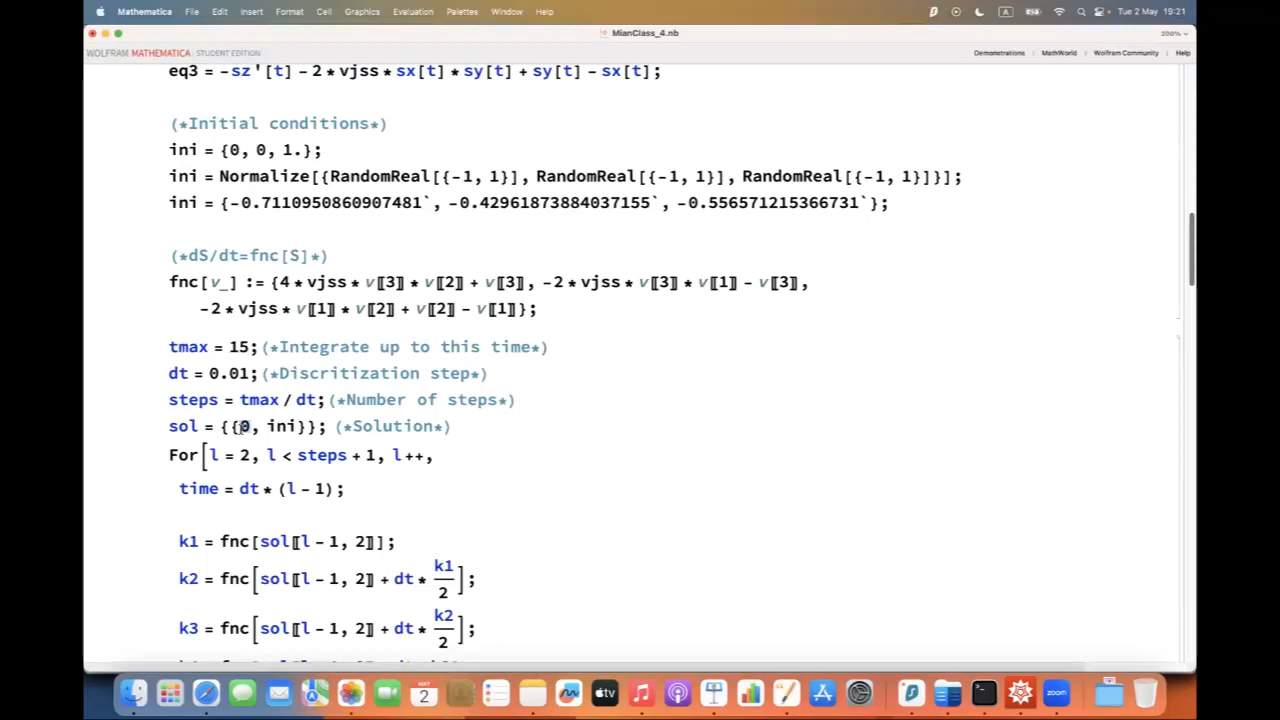 Mathematica File Edit Insert Format Cell Graphics Evaluation Palettes Window Help Tue 2 May 19:21
MianClass_4.nb 200%
WOLFRAM MATHEMATICA STUDENT EDITION Demonstrations MathWorld Wolfram Community Help
eq3 = -sz'[t] - 2*vjss*sx[t]*sy[t] + sy[t] - sx[t];
(*Initial conditions*)
ini = {0, 0, 1.};
ini = Normalize[{RandomReal[{-1, 1}], RandomReal[{-1, 1}], RandomReal[{-1, 1}]}];
ini = {-0.7110950860907481`, -0.42961873884037155`, -0.556571215366731`};
(*dS/dt=fnc[S]*)
fnc[v_] := {4*vjss*v〚3〛*v〚2〛 + v〚3〛, -2*vjss*v〚3〛*v〚1〛 - v〚3〛,
-2*vjss*v〚1〛*v〚2〛 + v〚2〛 - v〚1〛};
tmax = 15;(*Integrate up to this time*)
dt = 0.01;(*Discritization step*)
steps = tmax / dt;(*Number of steps*)
sol = {{0, ini}}; (*Solution*)
For[l = 2, l < steps + 1, l++,
time = dt*(l - 1);
k1 = fnc[sol〚l - 1, 2〛];
k2 = fnc[sol〚l - 1, 2〛 + dt * k1/2];
k3 = fnc[sol〚l - 1, 2〛 + dt * k2/2];
MAY
2
tv
zoom